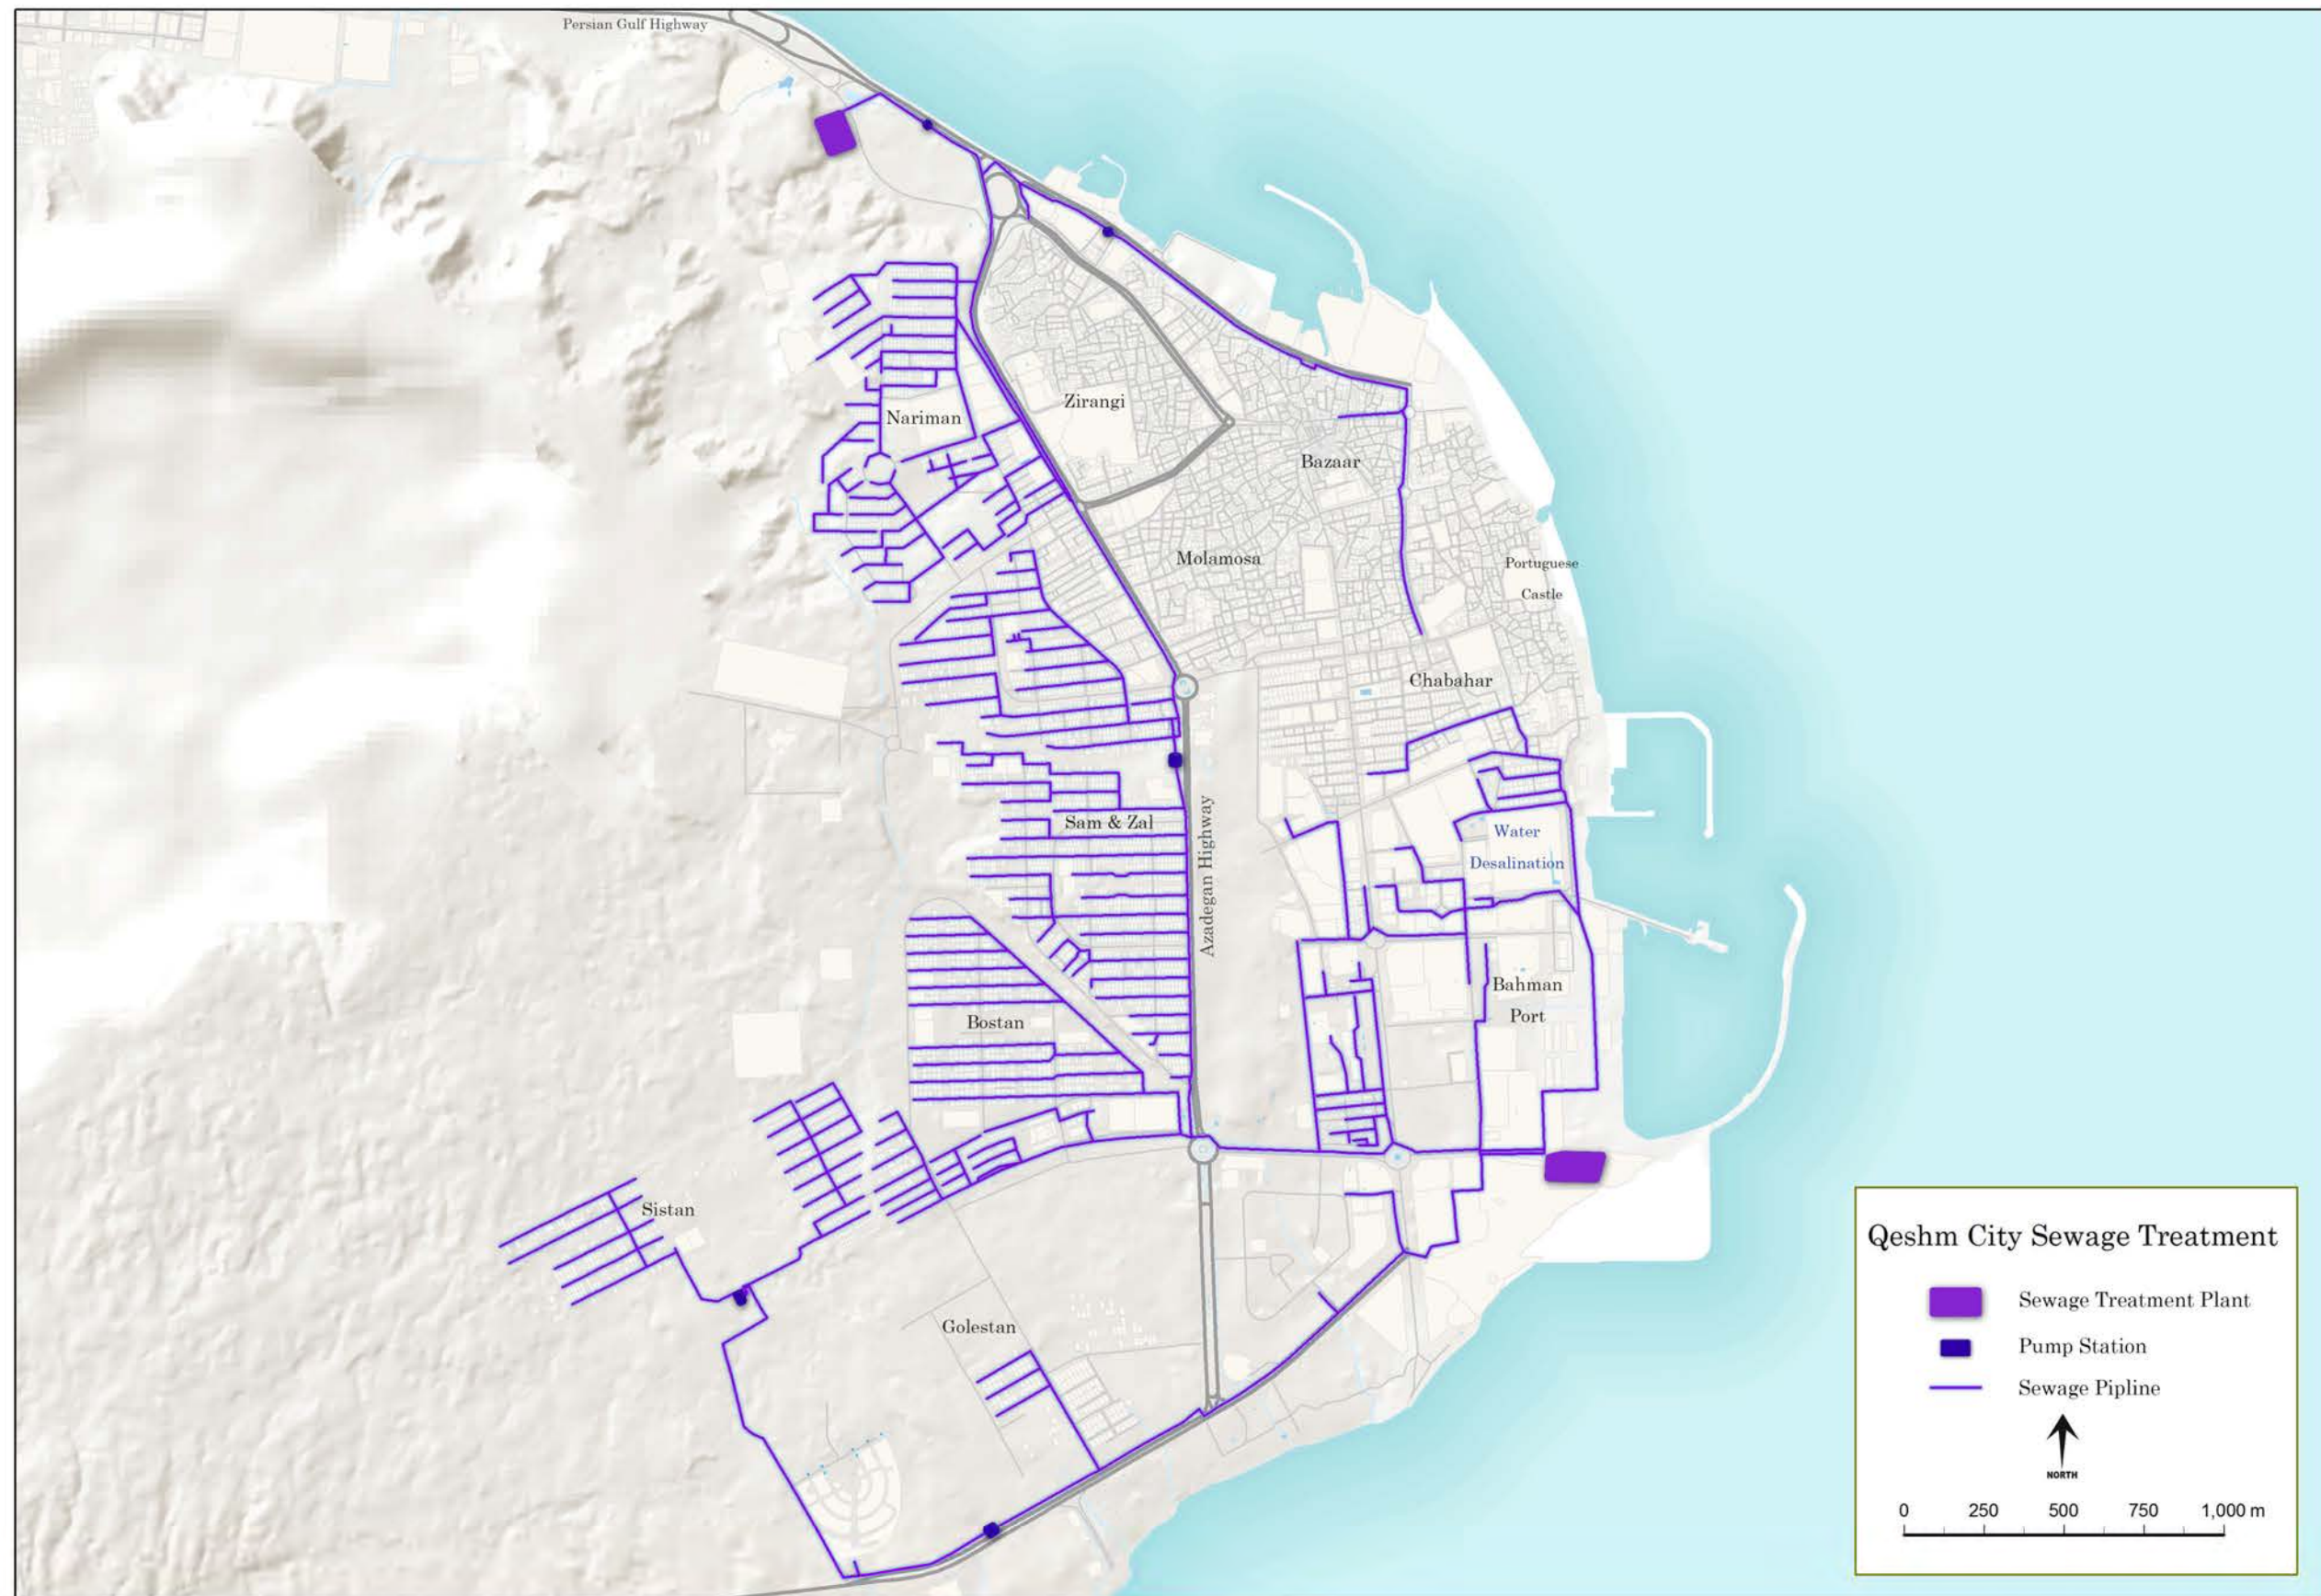 Persian Gulf Highway
Zirangi
Nariman
Bazaar
Molamosa
Portuguese
Castle
Chabahar
Sam & Zal
Azadegan Highway
Water
Desalination
Bahman
Port
Bostan
Sistan
Golestan
Qeshm City Sewage Treatment
Sewage Treatment Plant
Pump Station
Sewage Pipline
NORTH
0 250 500 750 1,000 m